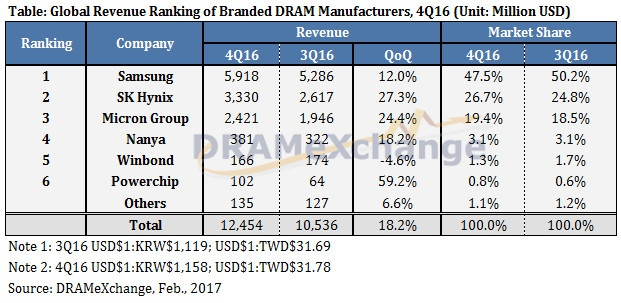 Table: Global Revenue Ranking of Branded DRAM Manufacturers, 4Q16 (Unit: Million USD)
Ranking Company Revenue Market Share
4Q16 3Q16 QoQ 4Q16 3Q16
1 Samsung 5,918 5,286 12.0% 47.5% 50.2%
2 SK Hynix 3,330 2,617 27.3% 26.7% 24.8%
3 Micron Group 2,421 1,946 24.4% 19.4% 18.5%
4 Nanya 381 322 18.2% 3.1% 3.1%
5 Winbond 166 174 -4.6% 1.3% 1.7%
6 Powerchip 102 64 59.2% 0.8% 0.6%
Others 135 127 6.6% 1.1% 1.2%
Total 12,454 10,536 18.2% 100.0% 100.0%
DRAMeXchange
Note 1: 3Q16 USD$1:KRW$1,119; USD$1:TWD$31.69
Note 2: 4Q16 USD$1:KRW$1,158; USD$1:TWD$31.78
Source: DRAMeXchange, Feb., 2017